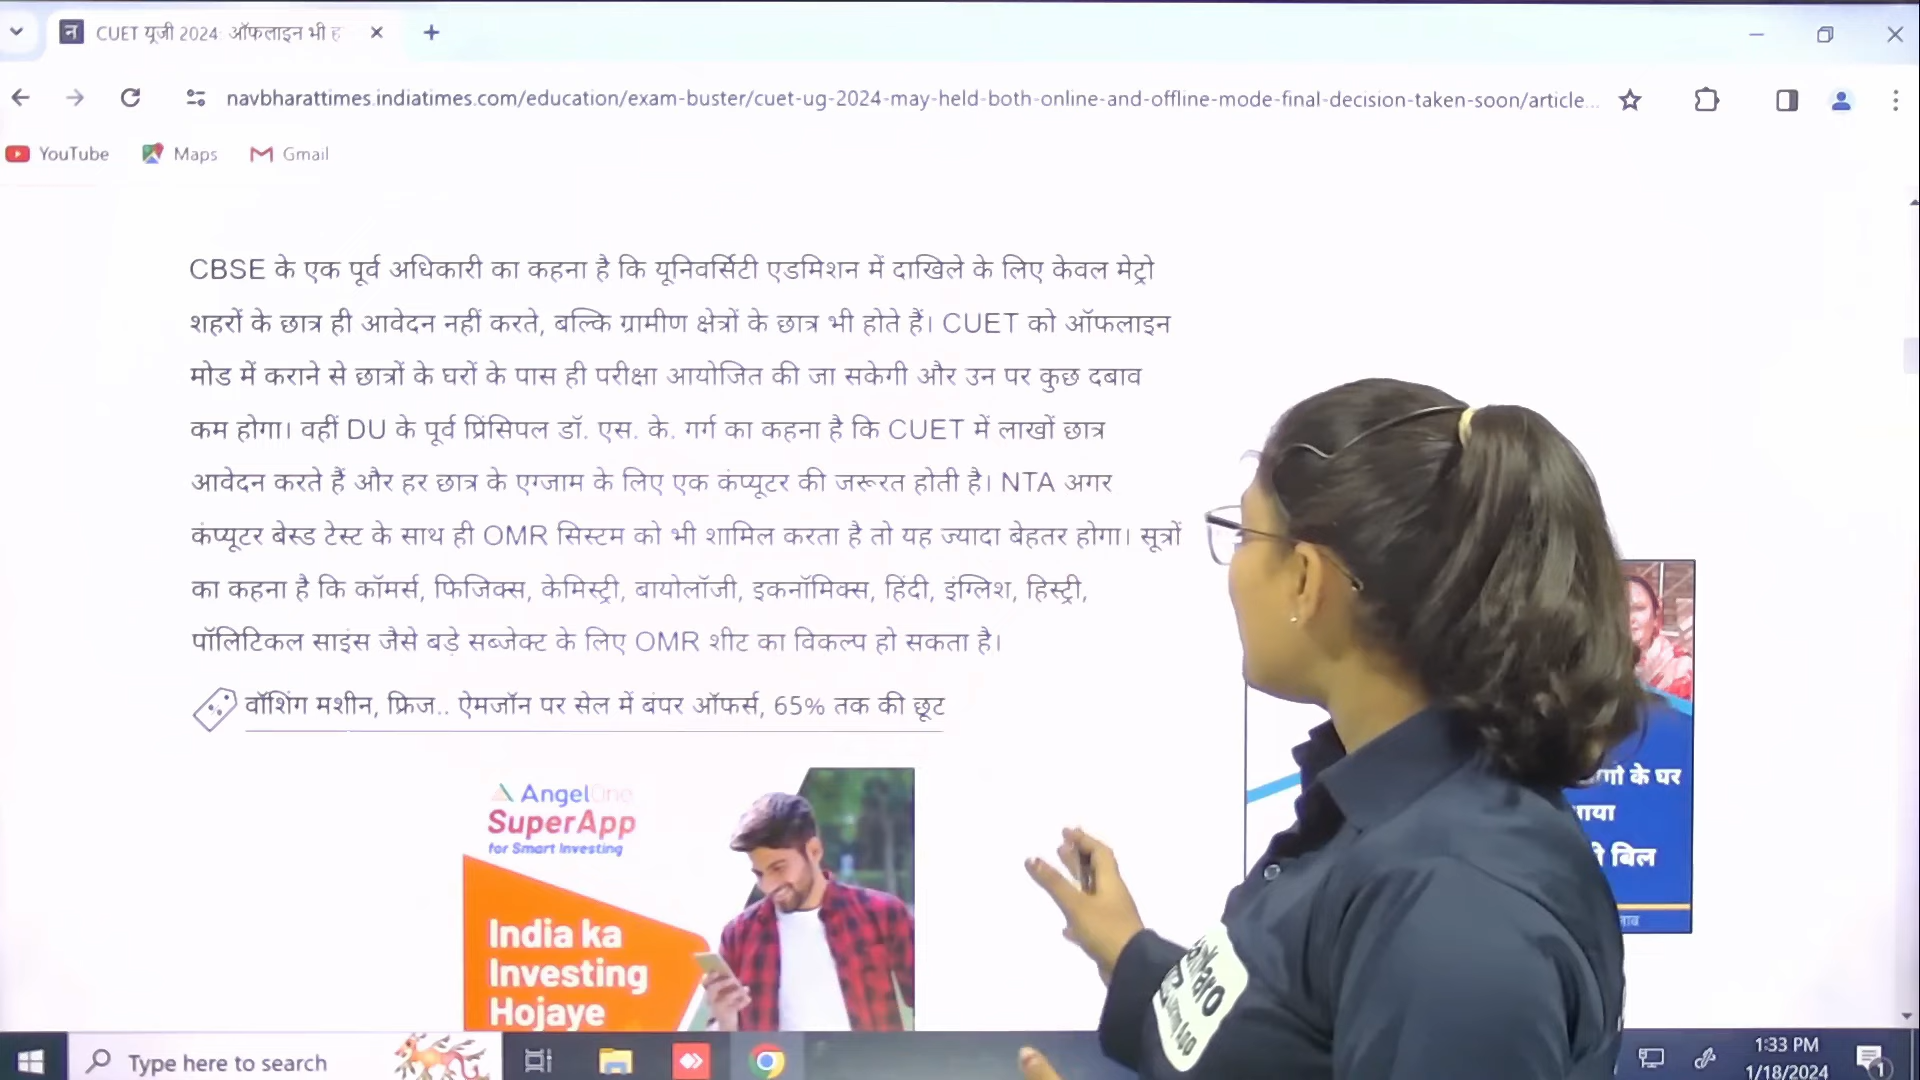 CUET यूजी 2024: ऑफलाइन भी ह
navbharattimes.indiatimes.com/education/exam-buster/cuet-ug-2024-may-held-both-online-and-offline-mode-final-decision-taken-soon/article...
YouTube
Maps
Gmail
CBSE के एक पूर्व अधिकारी का कहना है कि यूनिवर्सिटी एडमिशन में दाखिले के लिए केवल मेट्रो
शहरों के छात्र ही आवेदन नहीं करते, बल्कि ग्रामीण क्षेत्रों के छात्र भी होते हैं। CUET को ऑफलाइन
मोड में कराने से छात्रों के घरों के पास ही परीक्षा आयोजित की जा सकेगी और उन पर कुछ दबाव
कम होगा। वहीं DU के पूर्व प्रिंसिपल डॉ. एस. के. गर्ग का कहना है कि CUET में लाखों छात्र
आवेदन करते हैं और हर छात्र के एग्जाम के लिए एक कंप्यूटर की जरूरत होती है। NTA अगर
कंप्यूटर बेस्ड टेस्ट के साथ ही OMR सिस्टम को भी शामिल करता है तो यह ज्यादा बेहतर होगा। सूत्रों
का कहना है कि कॉमर्स, फिजिक्स, केमिस्ट्री, बायोलॉजी, इकनॉमिक्स, हिंदी, इंग्लिश, हिस्ट्री,
पॉलिटिकल साइंस जैसे बड़े सब्जेक्ट के लिए OMR शीट का विकल्प हो सकता है।
वॉशिंग मशीन, फ्रिज.. ऐमजॉन पर सेल में बंपर ऑफर्स, 65% तक की छूट
AngelOne
SuperApp
for Smart Investing
India ka
Investing
Hojaye
के घर
बिल
Type here to search
1:33 PM
1/18/2024
1